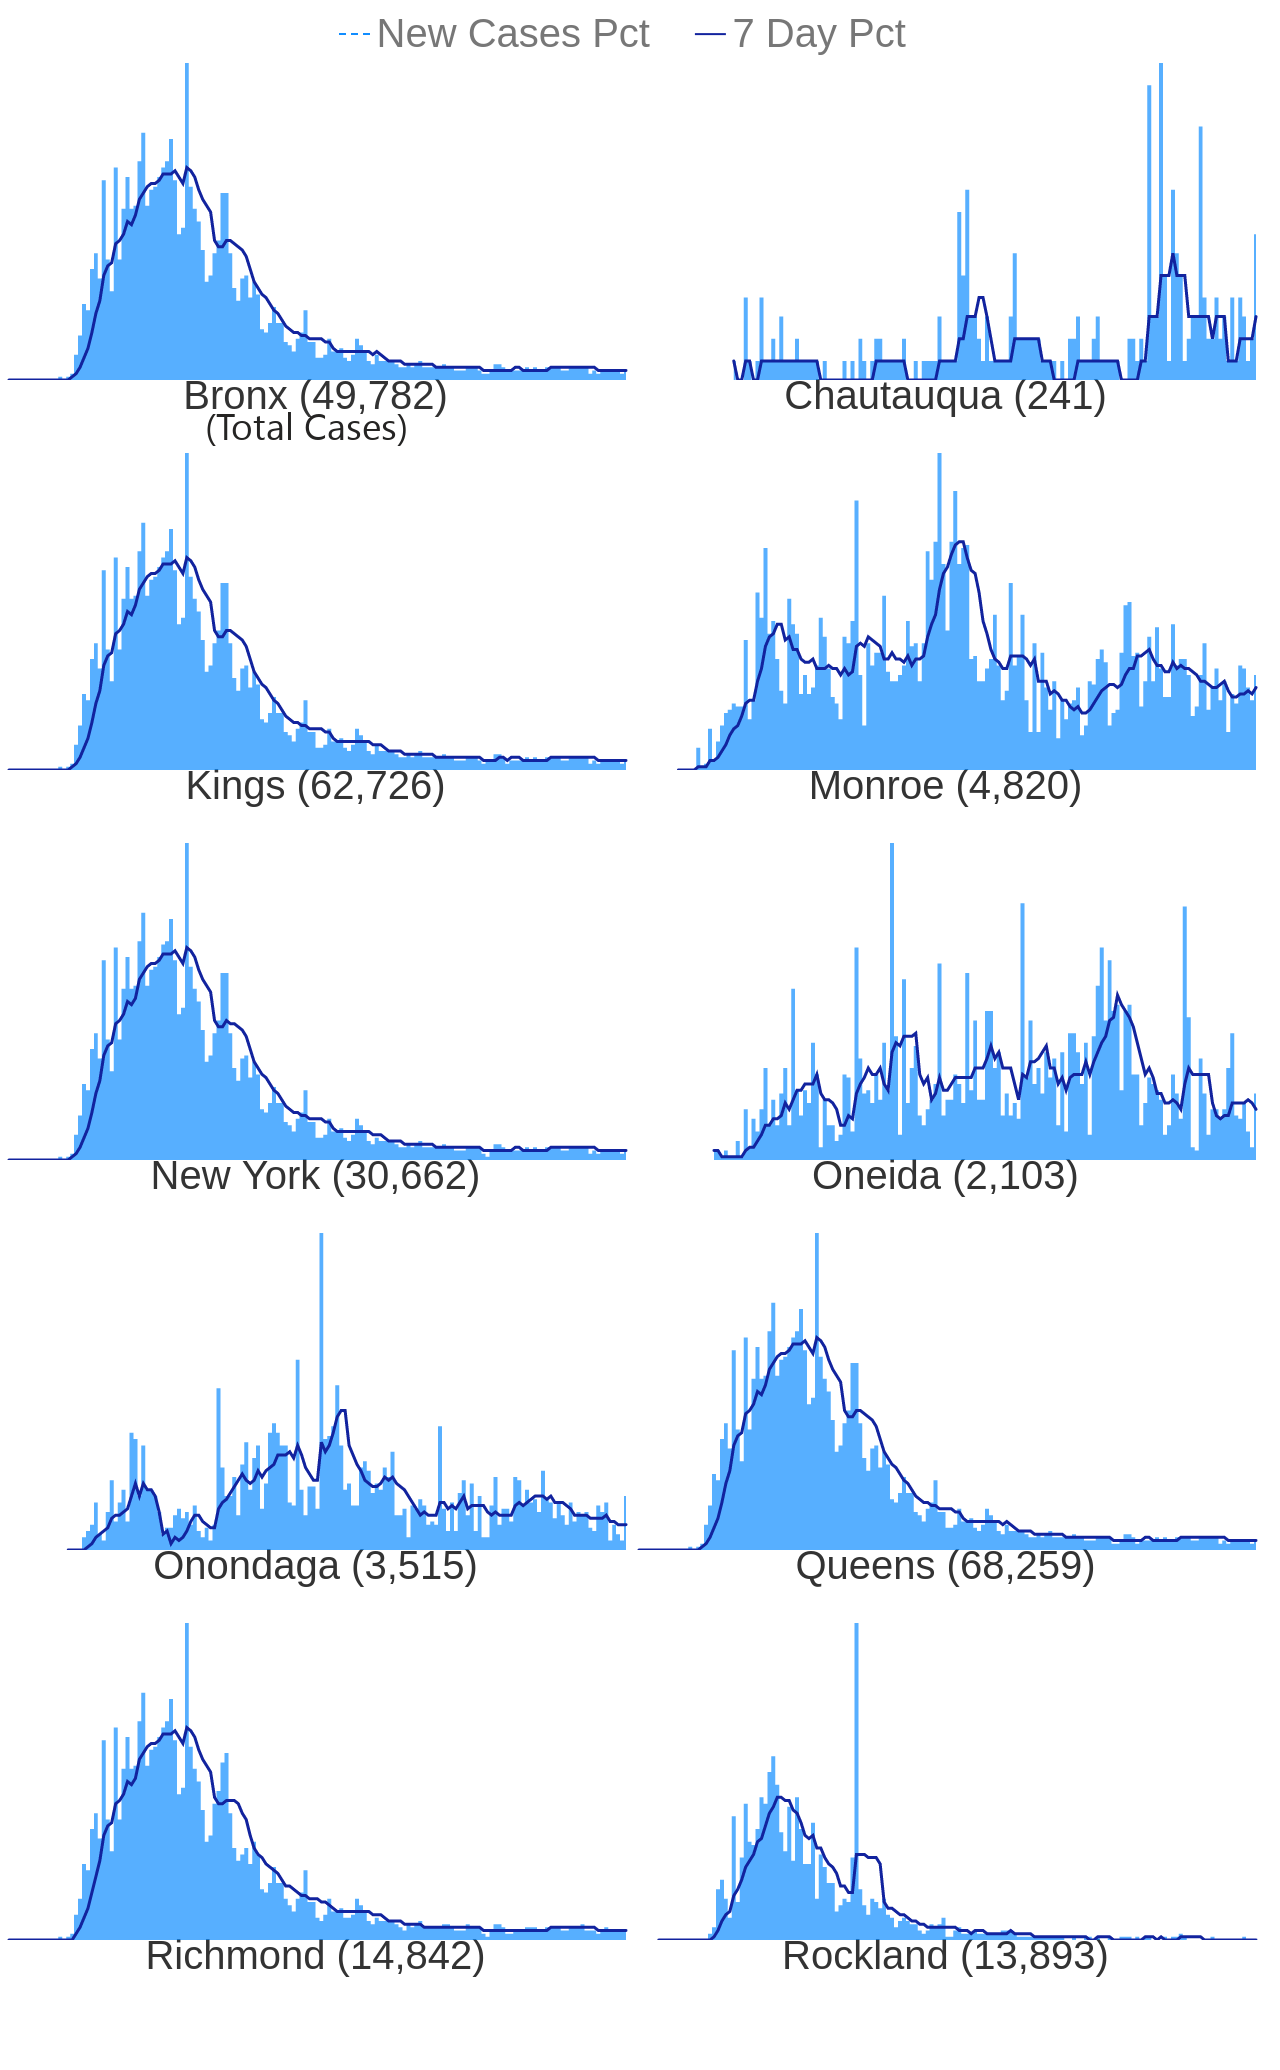 New Cases Pct 7 Day Pct
Bronx (49,782) Chautauqua (241)
(Total Cases)
Kings (62,726) Monroe (4,820)
New York (30,662) Oneida (2,103)
Onondaga (3,515) Queens (68,259)
Richmond (14,842) Rockland (13,893)